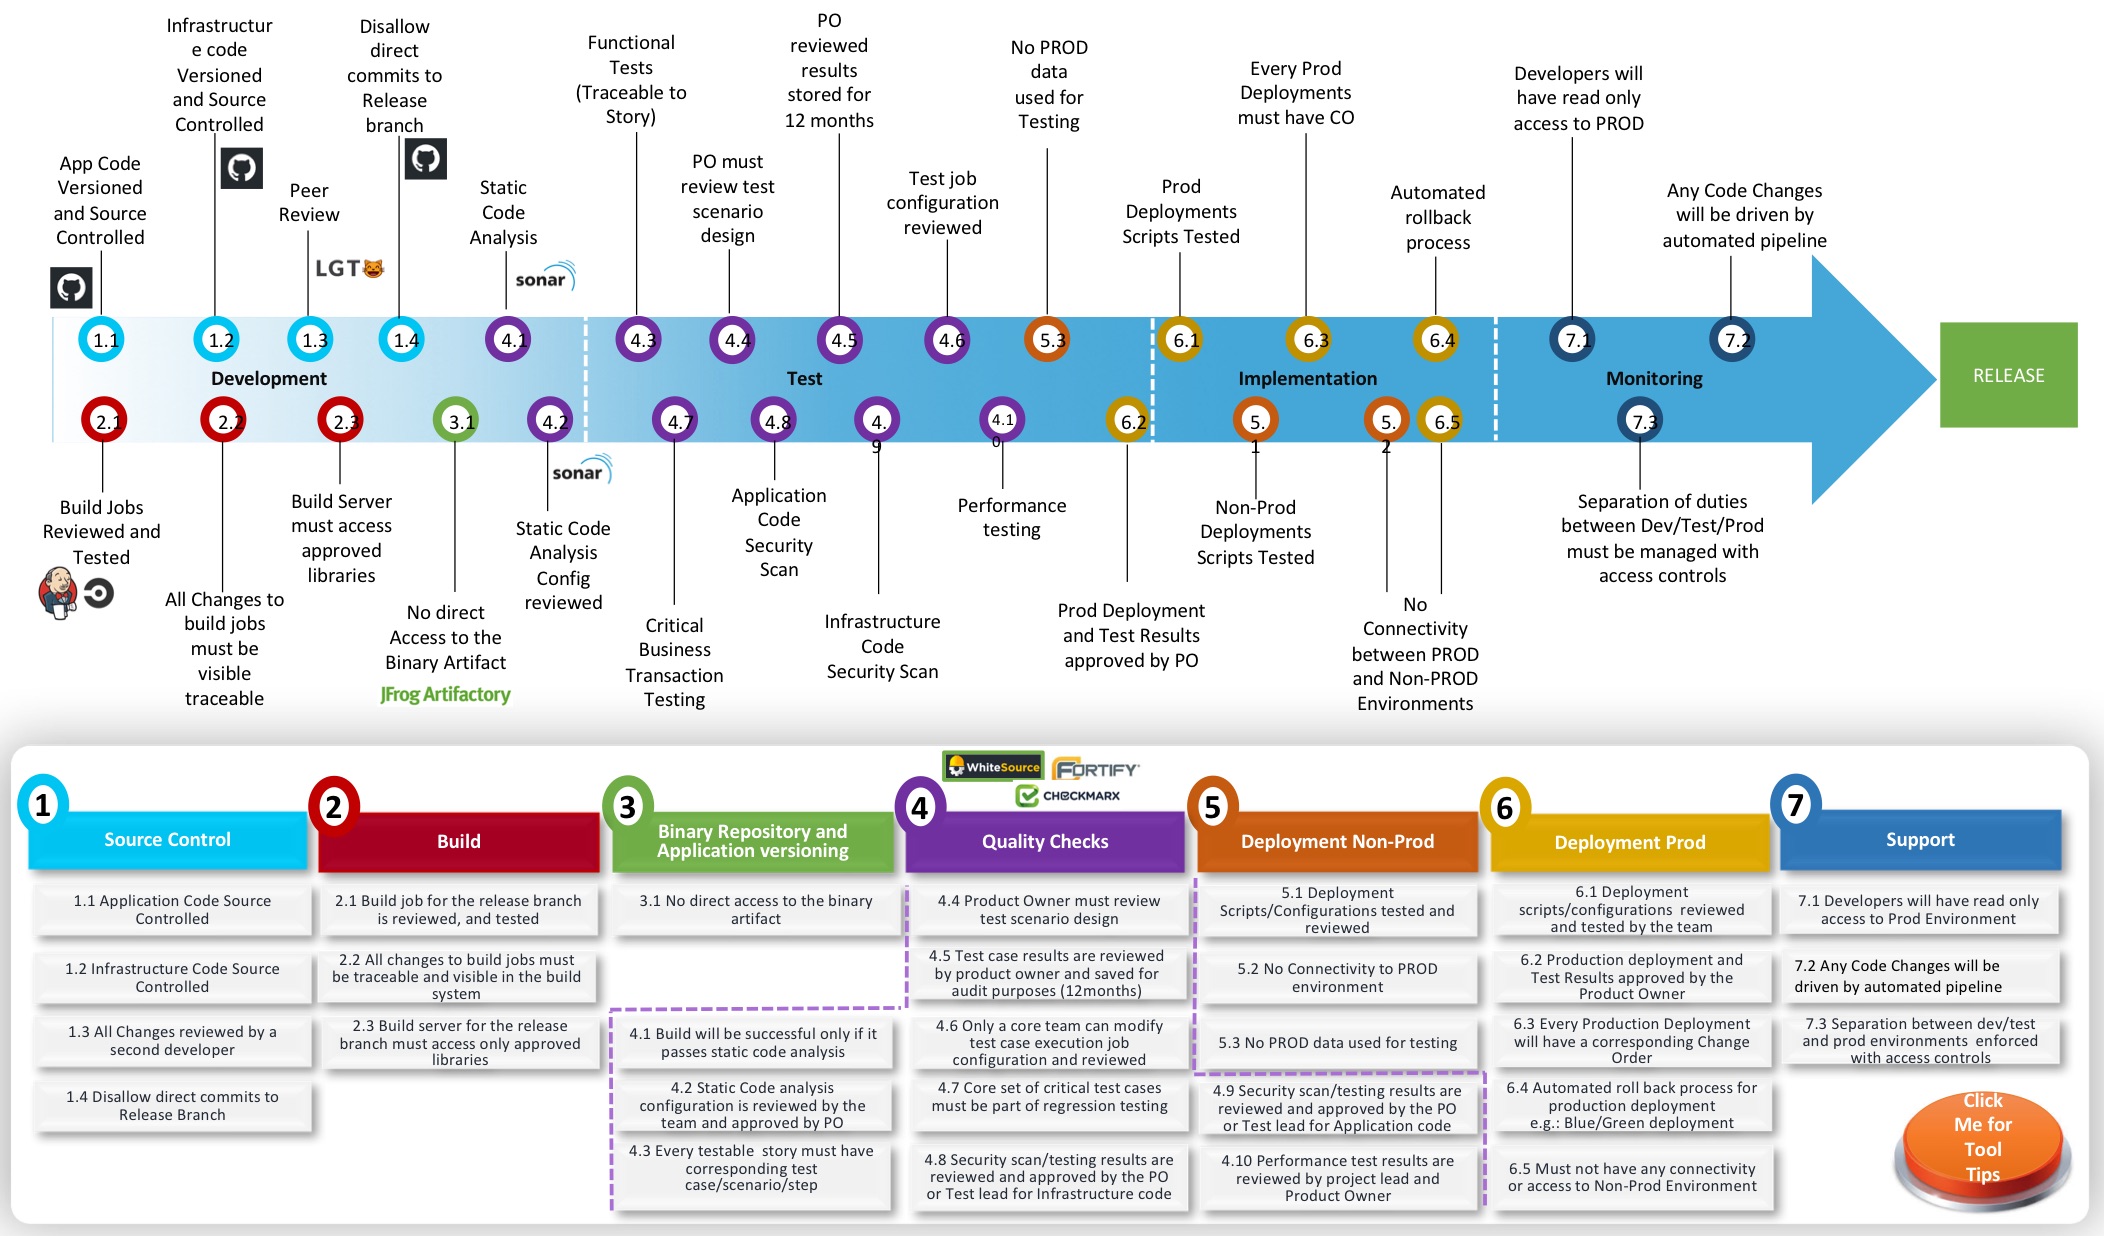 Infrastructur
e code
Versioned
and Source
Controlled
Disallow
direct
commits to
Release
branch
Functional
Tests
(Traceable to
Story)
PO
reviewed
results
stored for
12 months
No PROD
data
used for
Testing
Every Prod
Deployments
must have CO
Developers will
have read only
access to PROD
App Code
Versioned
and Source
Controlled
Peer
Review
LGT
Static
Code
Analysis
sonar
PO must
review test
scenario
design
Test job
configuration
reviewed
Prod
Deployments
Scripts Tested
Automated
rollback
process
Any Code Changes
will be driven by
automated pipeline
1.1
1.2
1.3
1.4
4.1
4.3
4.4
4.5
4.6
5.3
6.1
6.3
6.4
7.1
7.2
Development
Test
Implementation
Monitoring
RELEASE
2.1
2.2
2.3
3.1
4.2
4.7
4.8
4.
9
4.1
0
6.2
5.
1
5.
2
6.5
7.3
sonar
Build Jobs
Reviewed and
Tested
All Changes to
build jobs
must be
visible
traceable
Build Server
must access
approved
libraries
No direct
Access to the
Binary Artifact
JFrog Artifactory
Static Code
Analysis
Config
reviewed
Critical
Business
Transaction
Testing
Application
Code
Security
Scan
Infrastructure
Code
Security Scan
Performance
testing
Prod Deployment
and Test Results
approved by PO
Non-Prod
Deployments
Scripts Tested
No
Connectivity
between PROD
and Non-PROD
Environments
Separation of duties
between Dev/Test/Prod
must be managed with
access controls
WhiteSource
FORTIFY
CHECKMARX
1
Source Control
1.1 Application Code Source
Controlled
1.2 Infrastructure Code Source
Controlled
1.3 All Changes reviewed by a
second developer
1.4 Disallow direct commits to
Release Branch
2
Build
2.1 Build job for the release branch
is reviewed, and tested
2.2 All changes to build jobs must
be traceable and visible in the build
system
2.3 Build server for the release
branch must access only approved
libraries
3
Binary Repository and
Application versioning
3.1 No direct access to the binary
artifact
4.1 Build will be successful only if it
passes static code analysis
4.2 Static Code analysis
configuration is reviewed by the
team and approved by PO
4.3 Every testable  story must have
corresponding test
case/scenario/step
4
Quality Checks
4.4 Product Owner must review
test scenario design
4.5 Test case results are reviewed
by product owner and saved for
audit purposes (12months)
4.6 Only a core team can modify
test case execution job
configuration and reviewed
4.7 Core set of critical test cases
must be part of regression testing
4.8 Security scan/testing results are
reviewed and approved by the PO
or Test lead for Infrastructure code
5
Deployment Non-Prod
5.1 Deployment
Scripts/Configurations tested and
reviewed
5.2 No Connectivity to PROD
environment
5.3 No PROD data used for testing
4.9 Security scan/testing results are
reviewed and approved by the PO
or Test lead for Application code
4.10 Performance test results are
reviewed by project lead and
Product Owner
6
Deployment Prod
6.1 Deployment
scripts/configurations  reviewed
and tested by the team
6.2 Production deployment and
Test Results approved by the
Product Owner
6.3 Every Production Deployment
will have a corresponding Change
Order
6.4 Automated roll back process for
production deployment
e.g.: Blue/Green deployment
6.5 Must not have any connectivity
or access to Non-Prod Environment
7
Support
7.1 Developers will have read only
access to Prod Environment
7.2 Any Code Changes will be
driven by automated pipeline
7.3 Separation between dev/test
and prod environments  enforced
with access controls
Click
Me for
Tool
Tips